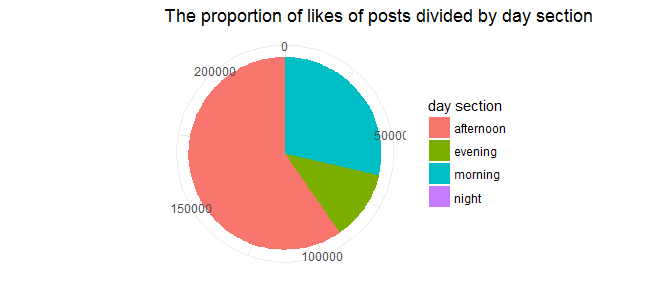 The proportion of likes of posts divided by day section
0
200000
50000
150000
100000
day section
afternoon
evening
morning
night